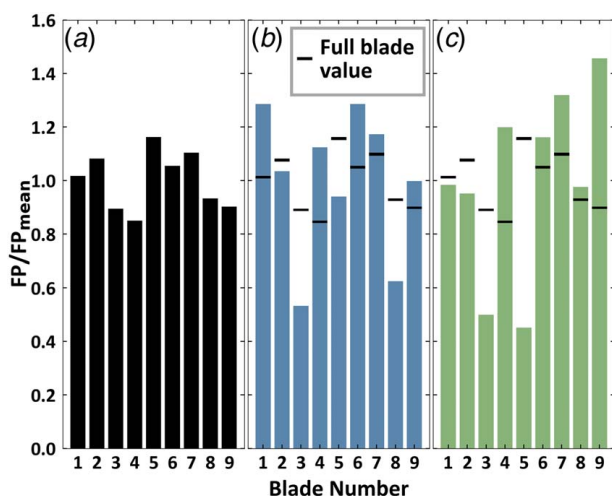 1.6
1.4
1.2
1.0
0.8
0.6
0.4
0.2
0.0
FP/FPmean
(a)
(b)
(c)
Full blade
value
1 2 3 4 5 6 7 8 9
1 2 3 4 5 6 7 8 9
1 2 3 4 5 6 7 8 9
Blade Number